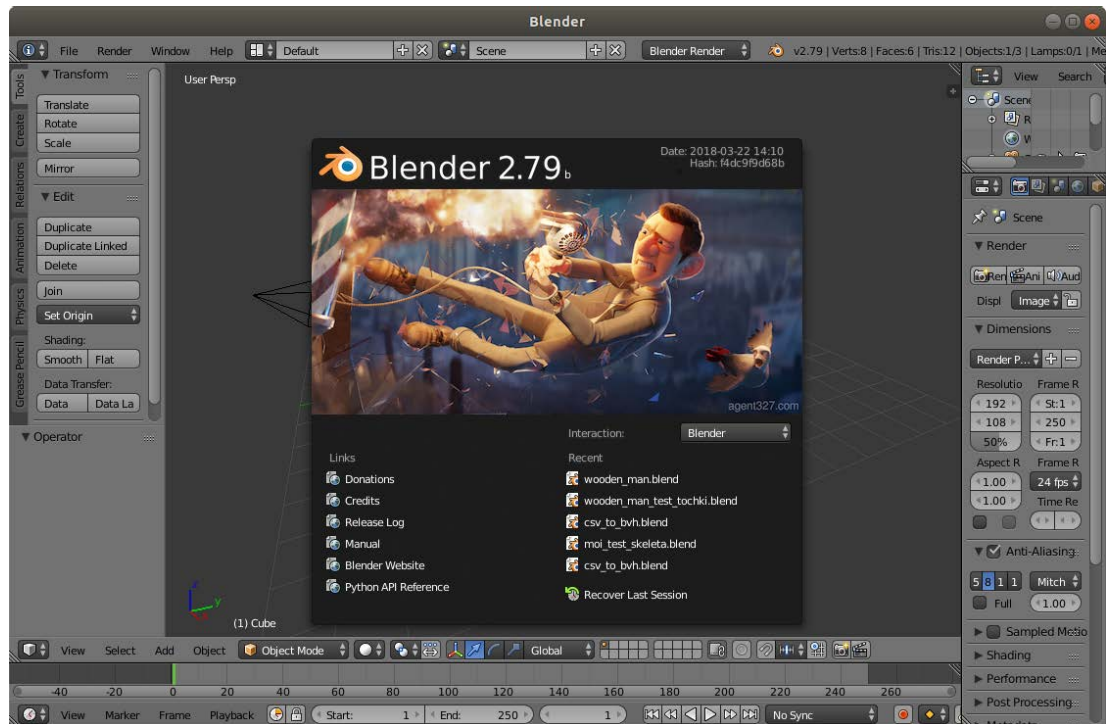 Blender
File Render Window Help Default Scene Blender Render v2.79 | Verts:8 | Faces:6 | Tris:12 | Objects:1/3 | Lamps:0/1 | Me
Tools
Create
Relations
Animation
Physics
Grease Pencil
Transform
Translate
Rotate
Scale
Mirror
Edit
Duplicate
Duplicate Linked
Delete
Join
Set Origin
Shading:
Smooth Flat
Data Transfer:
Data Data La
Operator
User Persp
Blender 2.79 b
Date: 2018-03-22 14:10
Hash: f4dc9f9d68b
agent327.com
Interaction: Blender
Links
Donations
Credits
Release Log
Manual
Blender Website
Python API Reference
Recent
wooden_man.blend
wooden_man_test_tochki.blend
csv_to_bvh.blend
moi_test_skeleta.blend
csv_to_bvh.blend
Recover Last Session
z
y
(1) Cube
View Search
Scene
R
W
Scene
Render
Ren Ani Aud
Displ Image
Dimensions
Render P...
Resolutio Frame R
192 St:1
108 250
50% Fr:1
Aspect R Frame R
1.00 24 fps
1.00 Time Re
Anti-Aliasing
5 8 1 1 Mitch
Full 1.00
Sampled Motio
Shading
Performance
Post Processing
View Select Add Object Object Mode Global
-40 -20 0 20 40 60 80 100 120 140 160 180 200 220 240 260
View Marker Frame Playback Start: 1 End: 250 1 No Sync